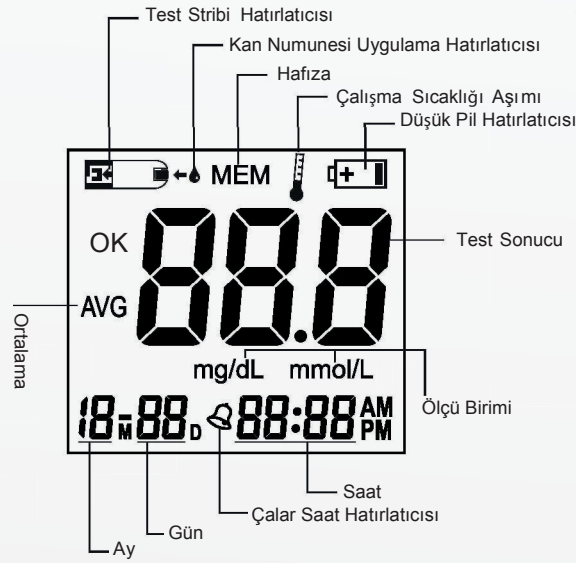 Test Stribi Hatırlatıcısı
Kan Numunesi Uygulama Hatırlatıcısı
Hafıza
Çalışma Sıcaklığı Aşımı
Düşük Pil Hatırlatıcısı
MEM
OK
88.8
Test Sonucu
AVG
Ortalama
mg/dL mmol/L
Ölçü Birimi
18-88 88:88 AM
M D PM
Saat
Çalar Saat Hatırlatıcısı
Gün
Ay